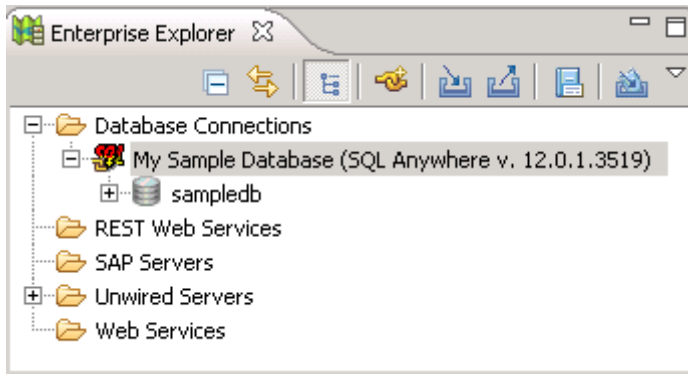 Enterprise Explorer
Database Connections
My Sample Database (SQL Anywhere v. 12.0.1.3519)
sampledb
REST Web Services
SAP Servers
Unwired Servers
Web Services